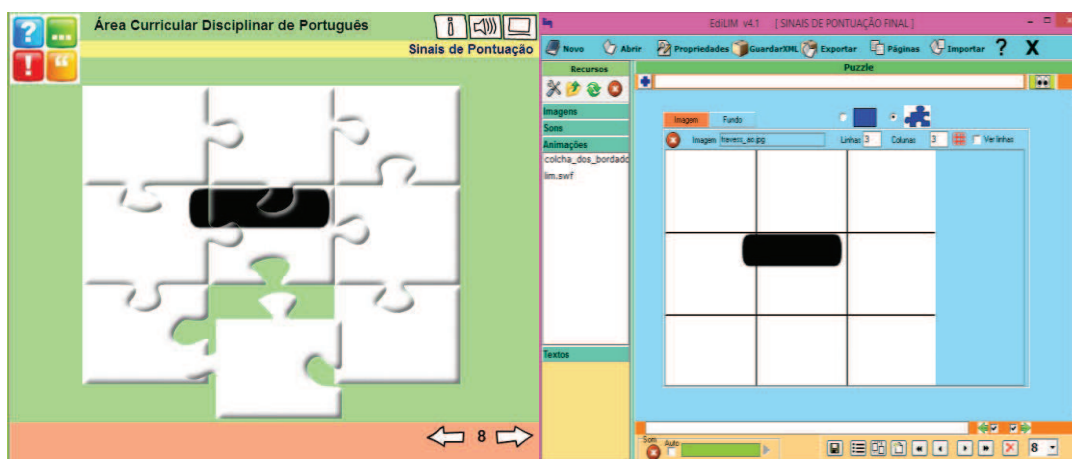 Área Curricular Disciplinar de Português
Sinais de Pontuação
? ...
! “
i
8
EdiLIM v4.1 [ SINAIS DE PONTUAÇÃO FINAL ]
Novo Abrir Propriedades GuardarXML Exportar Páginas Importar ? X
Recursos
Puzzle
Imagens
Sons
Animações
colcha_dos_bordado
lim.swf
Textos
Imagem Fundo
Imagem Linhas 3 Colunas 3 Ver linhas
Som
Auto
8